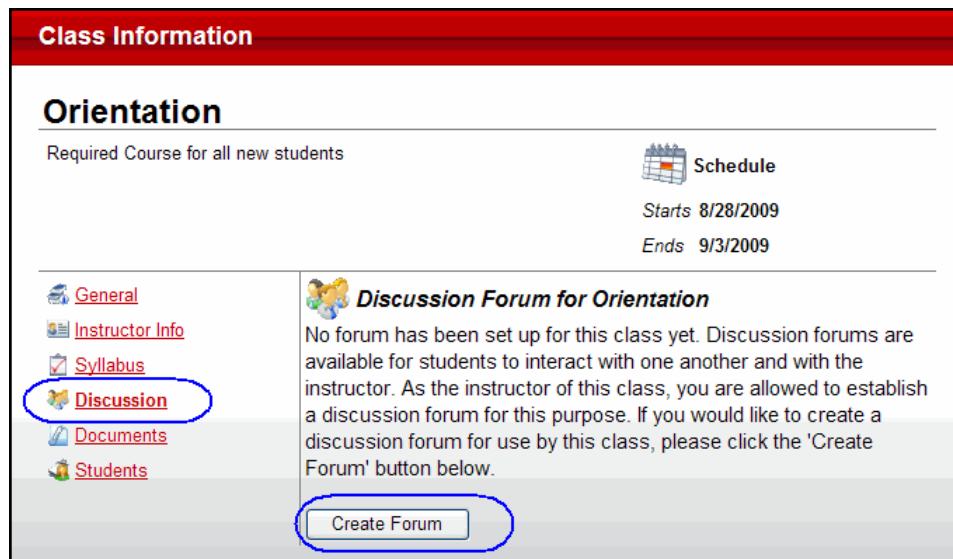 Class Information
Orientation
Required Course for all new students
Schedule
Starts 8/28/2009
Ends 9/3/2009
General
Instructor Info
Syllabus
Discussion
Documents
Students
Discussion Forum for Orientation
No forum has been set up for this class yet. Discussion forums are
available for students to interact with one another and with the
instructor. As the instructor of this class, you are allowed to establish
a discussion forum for this purpose. If you would like to create a
discussion forum for use by this class, please click the 'Create
Forum' button below.
Create Forum